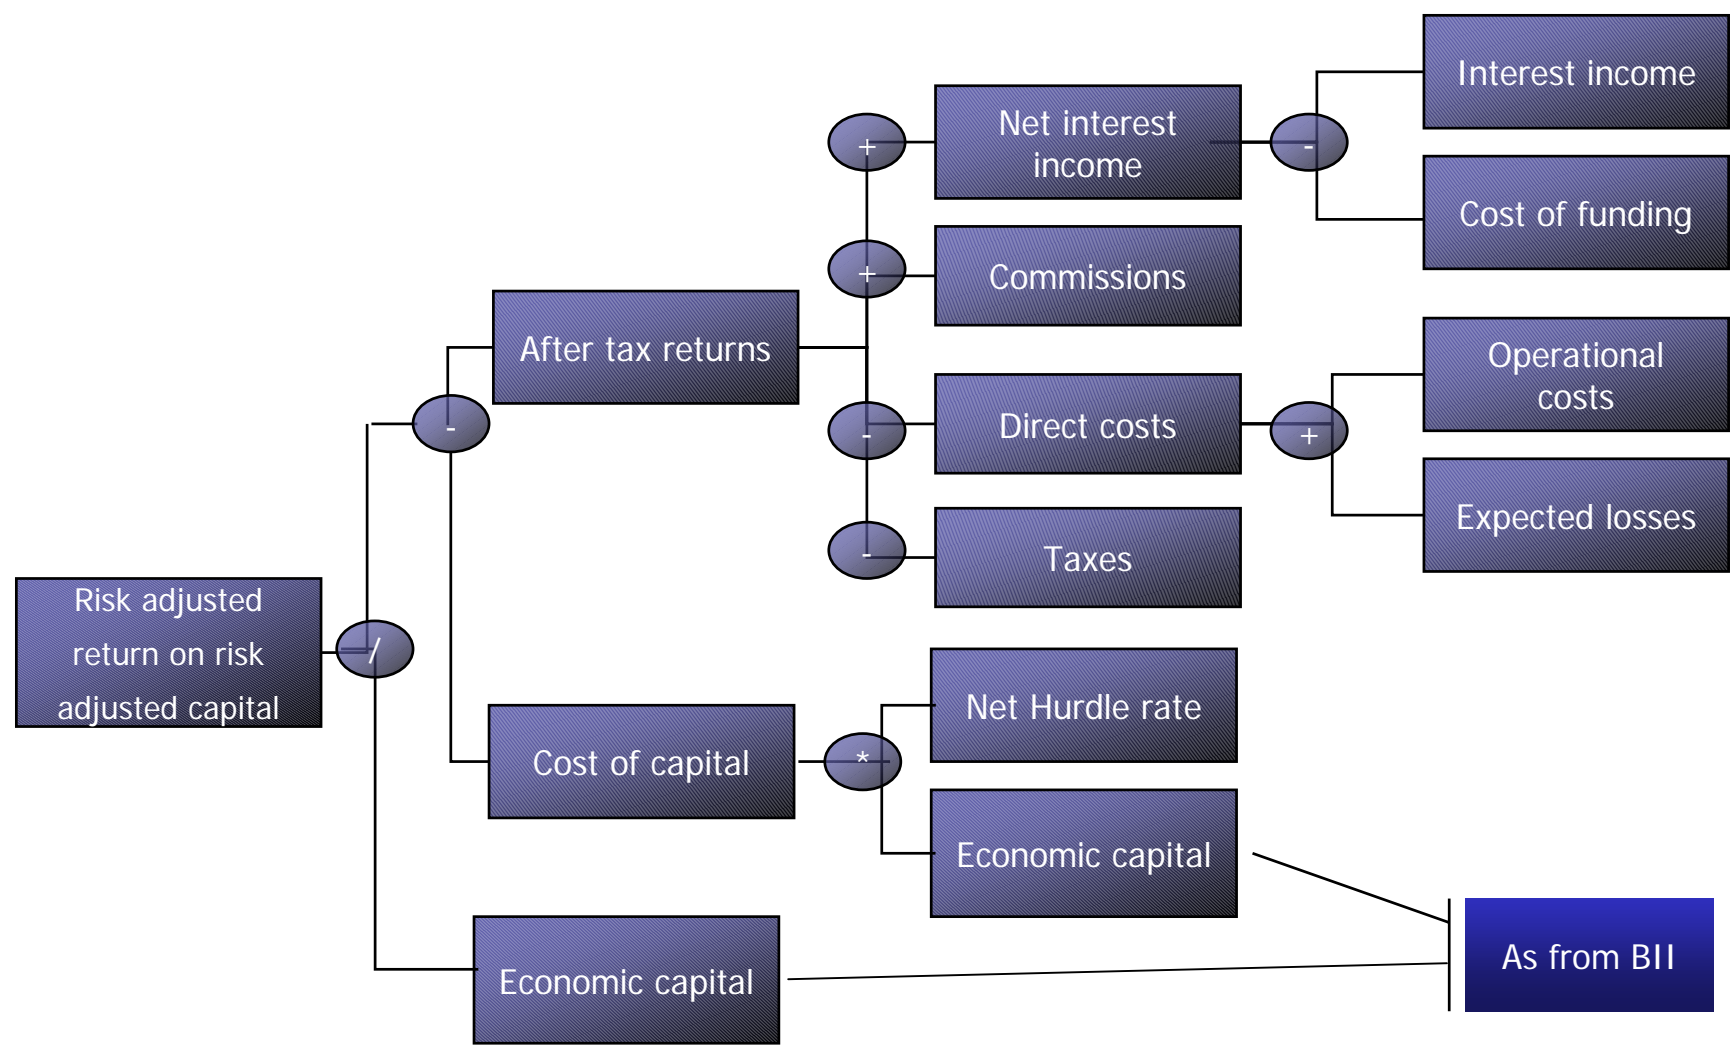 Interest income
Net interest
income
+
-
Cost of funding
+
Commissions
After tax returns
Operational
costs
-
Direct costs
+
-
Expected losses
-
Taxes
Risk adjusted
return on risk
adjusted capital
/
Net Hurdle rate
Cost of capital
*
Economic capital
Economic capital
As from BII